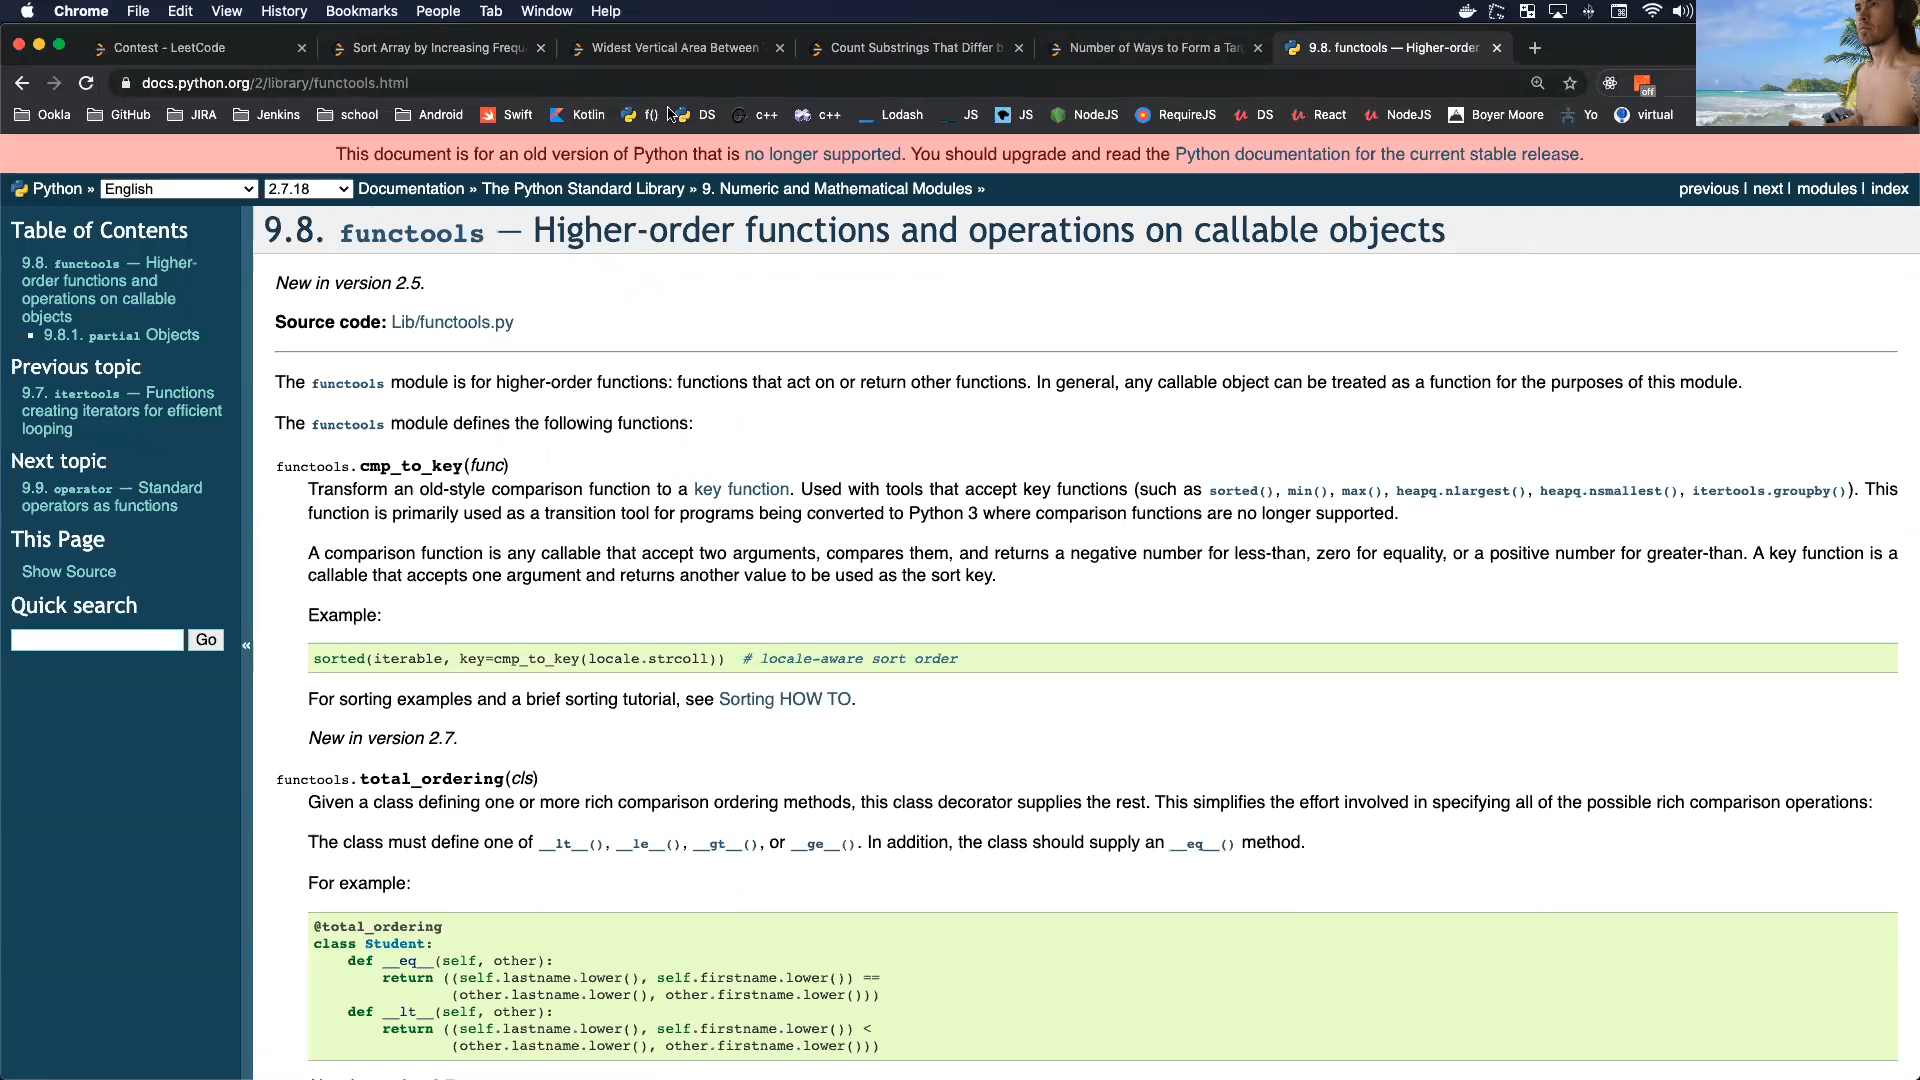 Chrome File Edit View History Bookmarks People Tab Window Help
Contest - LeetCode
Sort Array by Increasing Frequ
Widest Vertical Area Between
Count Substrings That Differ b
Number of Ways to Form a Tar
9.8. functools — Higher-order
docs.python.org/2/library/functools.html
off
Ookla GitHub JIRA Jenkins school Android Swift Kotlin f() DS c++ c++ Lodash JS JS NodeJS RequireJS DS React NodeJS Boyer Moore Yo virtual
This document is for an old version of Python that is no longer supported. You should upgrade and read the Python documentation for the current stable release.
Python » English 2.7.18 Documentation » The Python Standard Library » 9. Numeric and Mathematical Modules »
previous | next | modules | index
Table of Contents
9.8. functools — Higher-
order functions and
operations on callable
objects
9.8.1. partial Objects
Previous topic
9.7. itertools — Functions
creating iterators for efficient
looping
Next topic
9.9. operator — Standard
operators as functions
This Page
Show Source
Quick search
Go
«
9.8. functools — Higher-order functions and operations on callable objects
New in version 2.5.
Source code: Lib/functools.py
The functools module is for higher-order functions: functions that act on or return other functions. In general, any callable object can be treated as a function for the purposes of this module.
The functools module defines the following functions:
functools.cmp_to_key(func)
Transform an old-style comparison function to a key function. Used with tools that accept key functions (such as sorted(), min(), max(), heapq.nlargest(), heapq.nsmallest(), itertools.groupby()). This
function is primarily used as a transition tool for programs being converted to Python 3 where comparison functions are no longer supported.
A comparison function is any callable that accept two arguments, compares them, and returns a negative number for less-than, zero for equality, or a positive number for greater-than. A key function is a
callable that accepts one argument and returns another value to be used as the sort key.
Example:
sorted(iterable, key=cmp_to_key(locale.strcoll))  # locale-aware sort order
For sorting examples and a brief sorting tutorial, see Sorting HOW TO.
New in version 2.7.
functools.total_ordering(cls)
Given a class defining one or more rich comparison ordering methods, this class decorator supplies the rest. This simplifies the effort involved in specifying all of the possible rich comparison operations:
The class must define one of __lt__(), __le__(), __gt__(), or __ge__(). In addition, the class should supply an __eq__() method.
For example:
@total_ordering
class Student:
    def __eq__(self, other):
        return ((self.lastname.lower(), self.firstname.lower()) ==
                (other.lastname.lower(), other.firstname.lower()))
    def __lt__(self, other):
        return ((self.lastname.lower(), self.firstname.lower()) <
                (other.lastname.lower(), other.firstname.lower()))